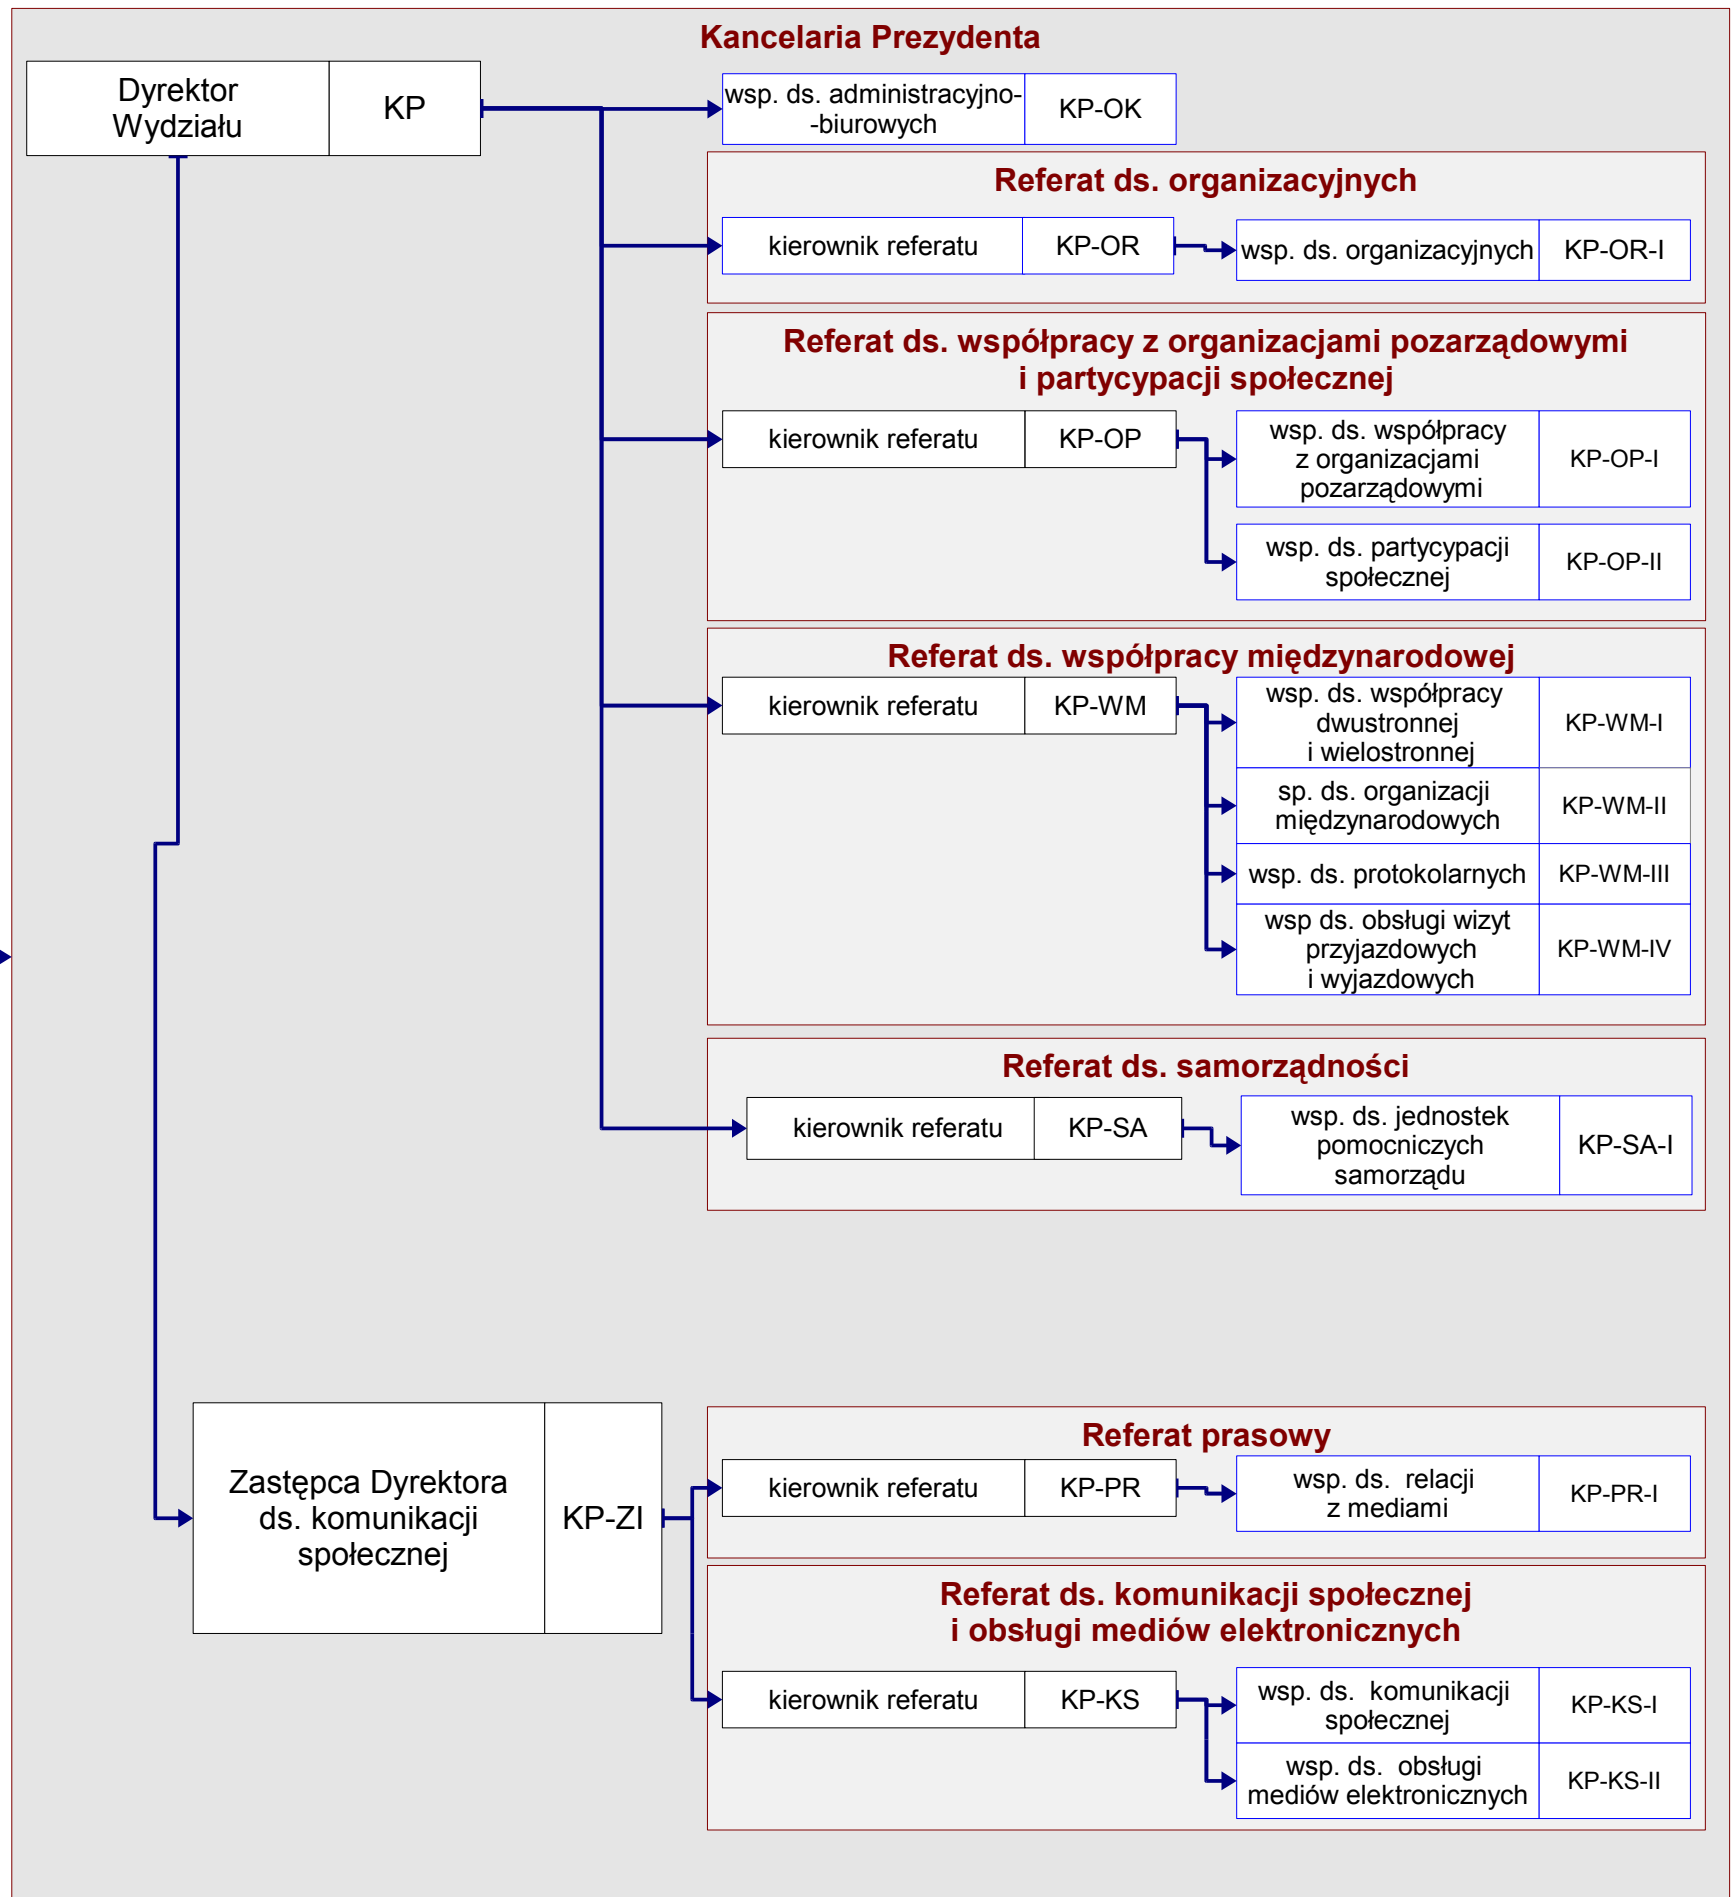 Kancelaria Prezydenta
Dyrektor
Wydziału
KP
wsp. ds. administracyjno-
-biurowych
KP-OK
Referat ds. organizacyjnych
kierownik referatu
KP-OR
wsp. ds. organizacyjnych
KP-OR-I
Referat ds. współpracy z organizacjami pozarządowymi
i partycypacji społecznej
kierownik referatu
KP-OP
wsp. ds. współpracy
z organizacjami
pozarządowymi
KP-OP-I
wsp. ds. partycypacji
społecznej
KP-OP-II
Referat ds. współpracy międzynarodowej
kierownik referatu
KP-WM
wsp. ds. współpracy
dwustronnej
i wielostronnej
KP-WM-I
sp. ds. organizacji
międzynarodowych
KP-WM-II
wsp. ds. protokolarnych
KP-WM-III
wsp ds. obsługi wizyt
przyjazdowych
i wyjazdowych
KP-WM-IV
Referat ds. samorządności
kierownik referatu
KP-SA
wsp. ds. jednostek
pomocniczych
samorządu
KP-SA-I
Zastępca Dyrektora
ds. komunikacji
społecznej
KP-ZI
Referat prasowy
kierownik referatu
KP-PR
wsp. ds. relacji
z mediami
KP-PR-I
Referat ds. komunikacji społecznej
i obsługi mediów elektronicznych
kierownik referatu
KP-KS
wsp. ds. komunikacji
społecznej
KP-KS-I
wsp. ds. obsługi
mediów elektronicznych
KP-KS-II